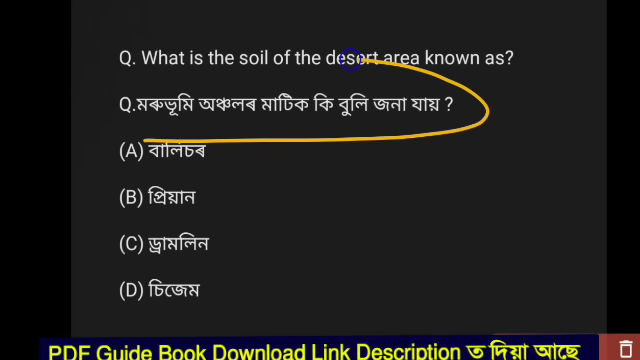 Q. What is the soil of the desert area known as?
Q.মৰুভূমি অঞ্চলৰ মাটিক কি বুলি জনা যায় ?
(A) বালিচৰ
(B) প্ৰিয়ান
(C) ড্ৰামলিন
(D) চিজেম
PDF Guide Book Download Link Description ত দিয়া আছে